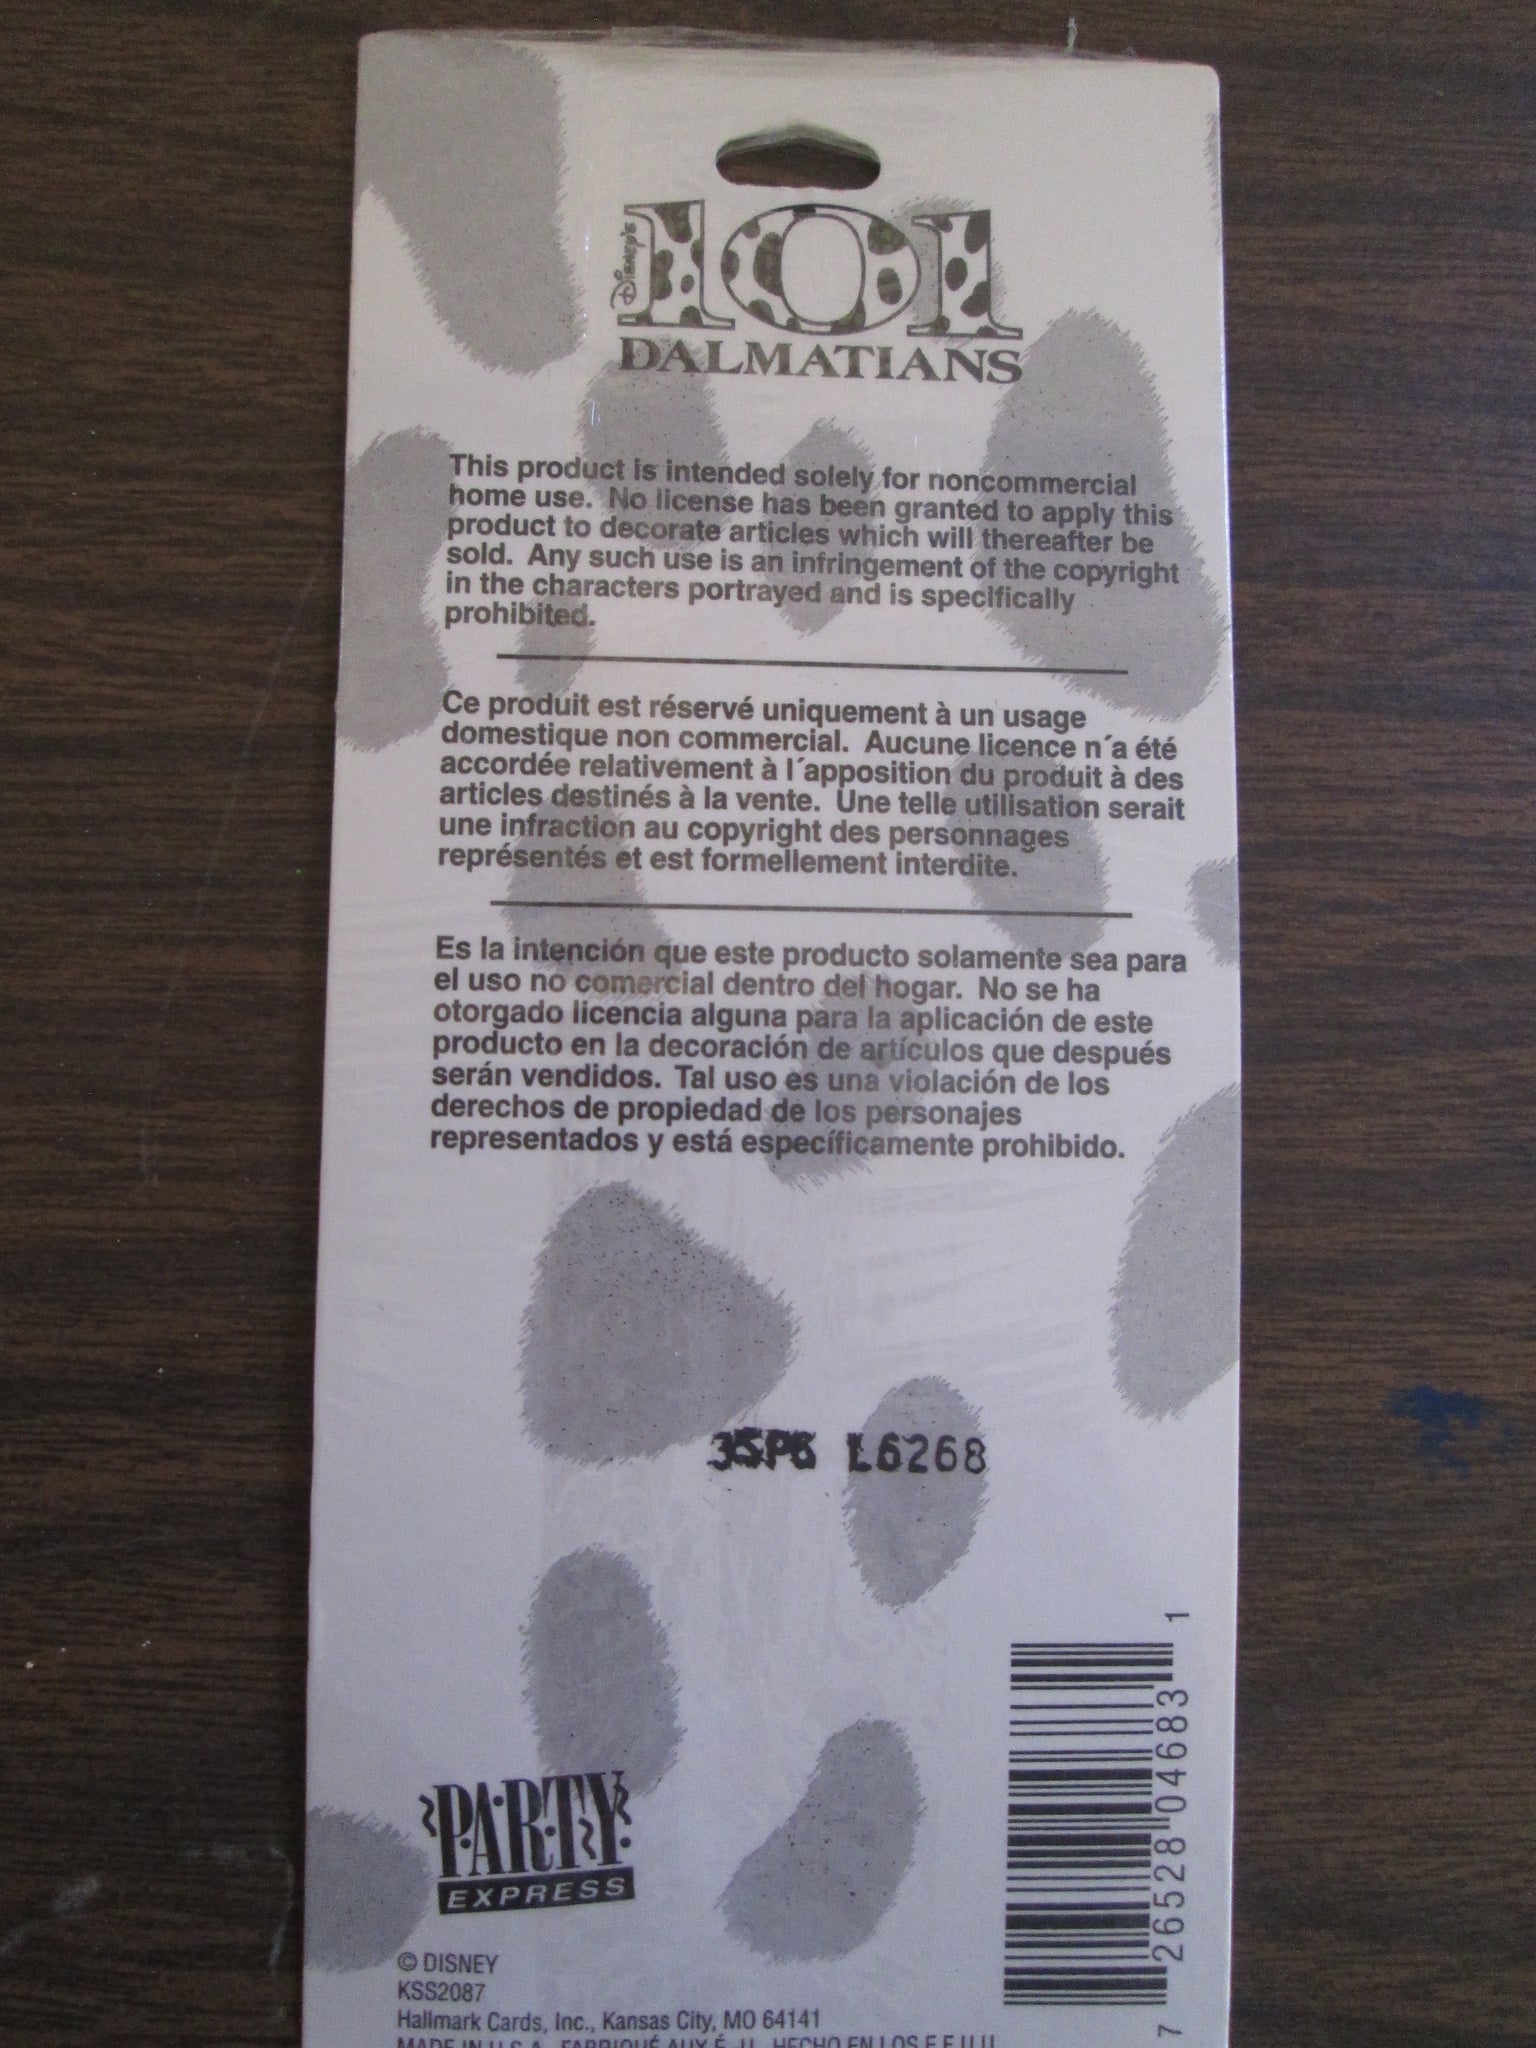 DISNEY'S
101
DALMATIANS
This product is intended solely for noncommercial
home use. No license has been granted to apply this
product to decorate articles which will thereafter be
sold. Any such use is an infringement of the copyright
in the characters portrayed and is specifically
prohibited.
Ce produit est réservé uniquement à un usage
domestique non commercial. Aucune licence n´a été
accordée relativement à l´apposition du produit à des
articles destinés à la vente. Une telle utilisation serait
une infraction au copyright des personnages
représentés et est formellement interdite.
Es la intención que este producto solamente sea para
el uso no comercial dentro del hogar. No se ha
otorgado licencia alguna para la aplicación de este
producto en la decoración de artículos que después
serán vendidos. Tal uso es una violación de los
derechos de propiedad de los personajes
representados y está específicamente prohibido.
35P6 L6268
PARTY
EXPRESS
7 26528 04683 1
© DISNEY
KSS2087
Hallmark Cards, Inc., Kansas City, MO 64141
MADE IN U.S.A. FABRIQUÉ AUX É.-U. HECHO EN LOS E.E.U.U.